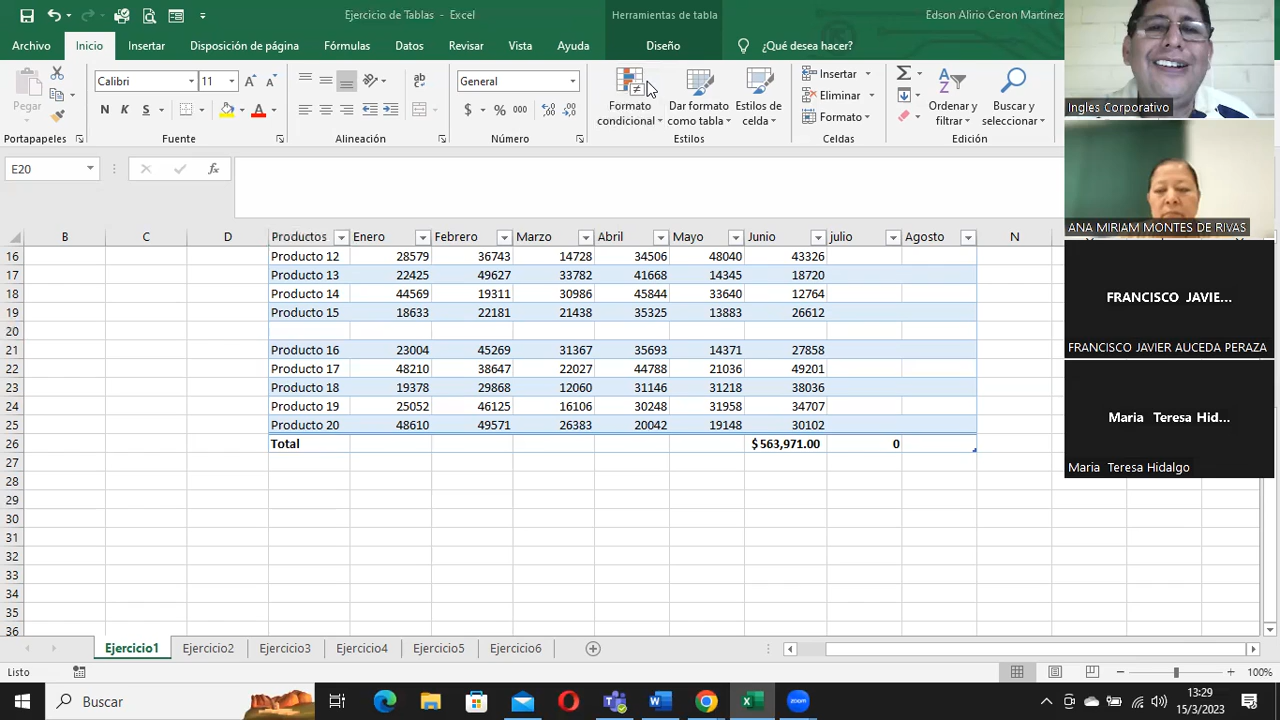 Ejercicio de Tablas - Excel
Herramientas de tabla
Edson Alirio Ceron Martinez
Archivo Inicio Insertar Disposición de página Fórmulas Datos Revisar Vista Ayuda Diseño ¿Qué desea hacer?
Pegar
Calibri 11
N K S
General
$ % 000
Formato condicional
Dar formato como tabla
Estilos de celda
Insertar
Eliminar
Formato
Ordenar y filtrar
Buscar y seleccionar
Portapapeles Fuente Alineación Número Estilos Celdas Edición
E20 fx
B C D Productos Enero Febrero Marzo Abril Mayo Junio julio Agosto N
16 Producto 12 28579 36743 14728 34506 48040 43326
17 Producto 13 22425 49627 33782 41668 14345 18720
18 Producto 14 44569 19311 30986 45844 33640 12764
19 Producto 15 18633 22181 21438 35325 13883 26612
20
21 Producto 16 23004 45269 31367 35693 14371 27858
22 Producto 17 48210 38647 22027 44788 21036 49201
23 Producto 18 19378 29868 12060 31146 31218 38036
24 Producto 19 25052 46125 16106 30248 31958 34707
25 Producto 20 48610 49571 26383 20042 19148 30102
26 Total $ 563,971.00 0
27
28
29
30
31
32
33
34
35
36
Ejercicio1 Ejercicio2 Ejercicio3 Ejercicio4 Ejercicio5 Ejercicio6
Listo
100%
Buscar
13:29
15/3/2023
Ingles Corporativo
ANA MIRIAM MONTES DE RIVAS
FRANCISCO JAVIE...
FRANCISCO JAVIER AUCEDA PERAZA
Maria Teresa Hid...
Maria Teresa Hidalgo